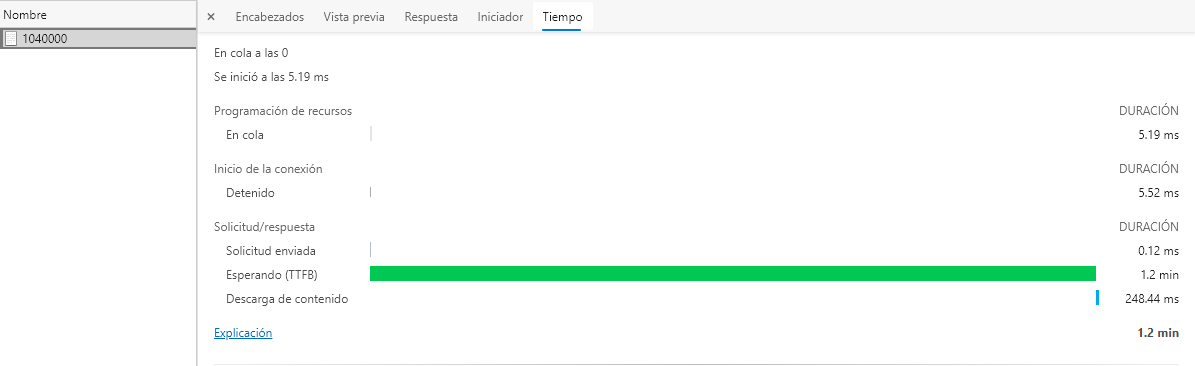 Nombre
1040000
× Encabezados Vista previa Respuesta Iniciador Tiempo
En cola a las 0
Se inició a las 5.19 ms
Programación de recursos DURACIÓN
En cola 5.19 ms
Inicio de la conexión DURACIÓN
Detenido 5.52 ms
Solicitud/respuesta DURACIÓN
Solicitud enviada 0.12 ms
Esperando (TTFB) 1.2 min
Descarga de contenido 248.44 ms
Explicación 1.2 min